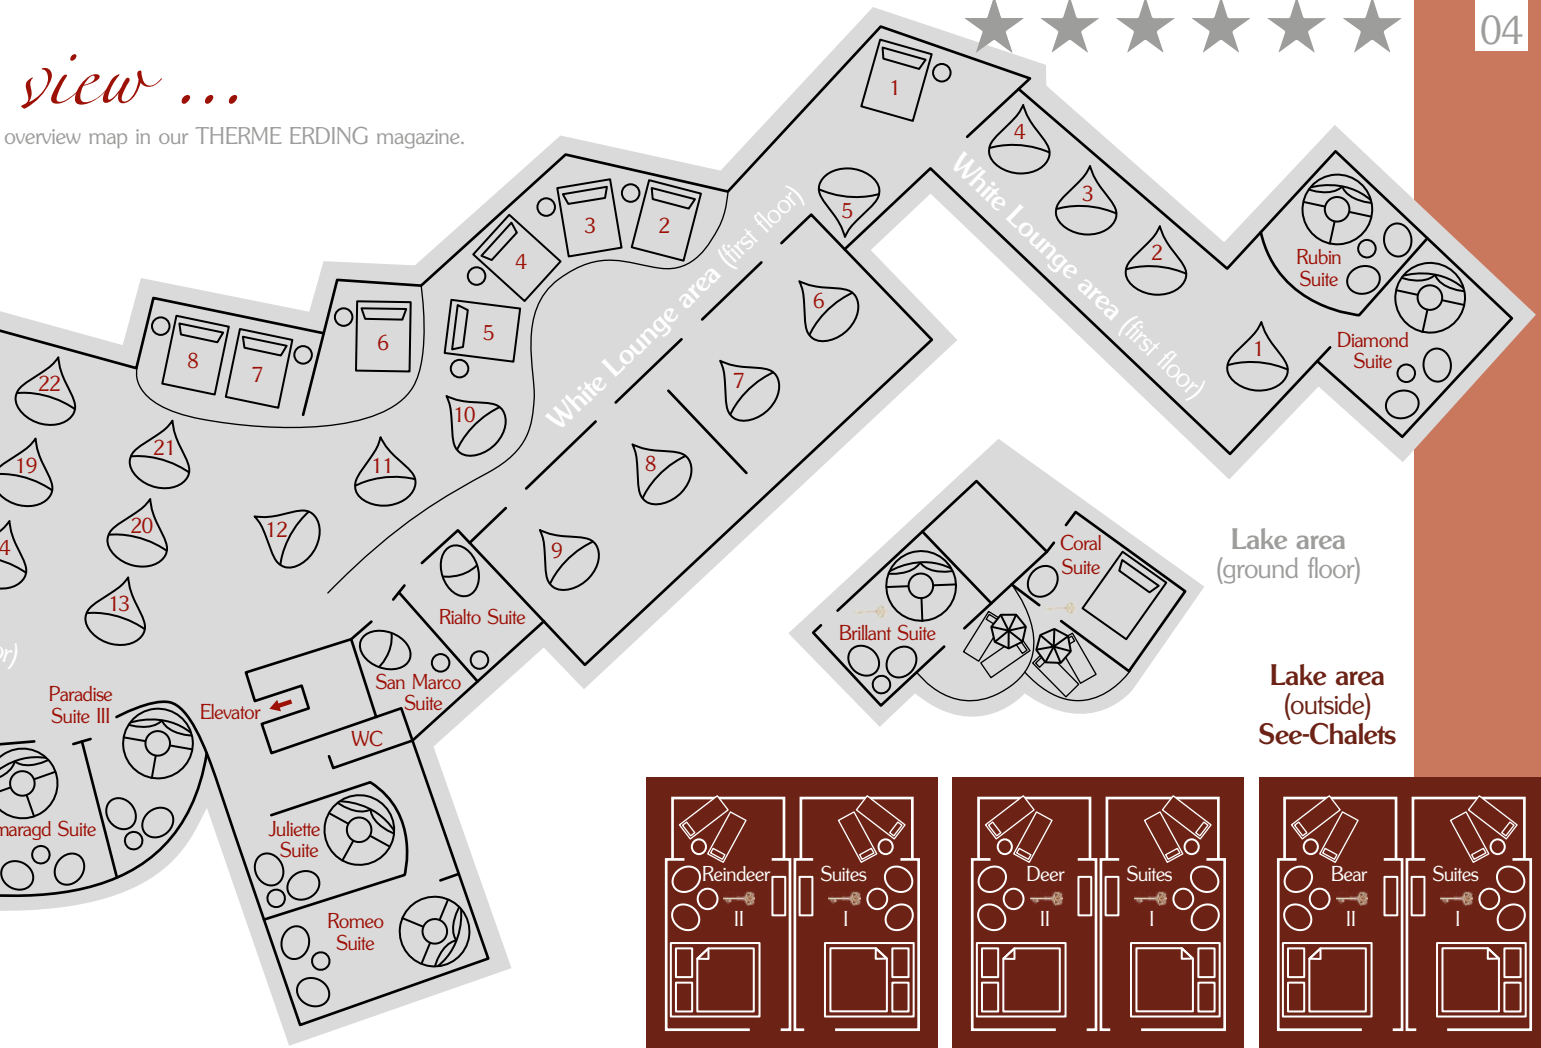 04
view ...
overview map in our THERME ERDING magazine.
1
4
3
2
1
5
White Lounge area (first floor)
Rubin
Suite
Diamond
Suite
White Lounge area (first floor)
3
2
4
5
6
8
7
6
7
8
9
10
11
12
22
21
19
20
4
13
Rialto Suite
San Marco
Suite
Elevator
WC
Paradise
Suite III
maragd Suite
Juliette
Suite
Romeo
Suite
Coral
Suite
Brillant Suite
Lake area
(ground floor)
Lake area
(outside)
See-Chalets
Reindeer Suites
II I
Deer Suites
II I
Bear Suites
II I